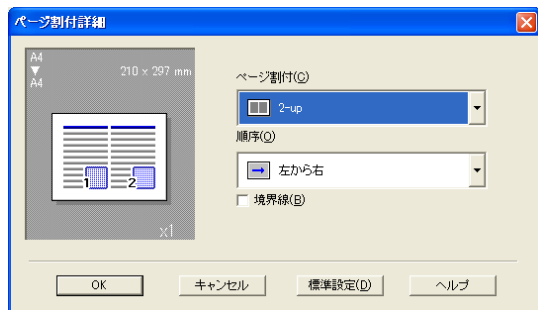 ページ割付詳細
A4
▼
A4
210 x 297 mm
1 2
x1
ページ割付(C)
2-up
順序(O)
左から右
境界線(B)
OK キャンセル 標準設定(D) ヘルプ